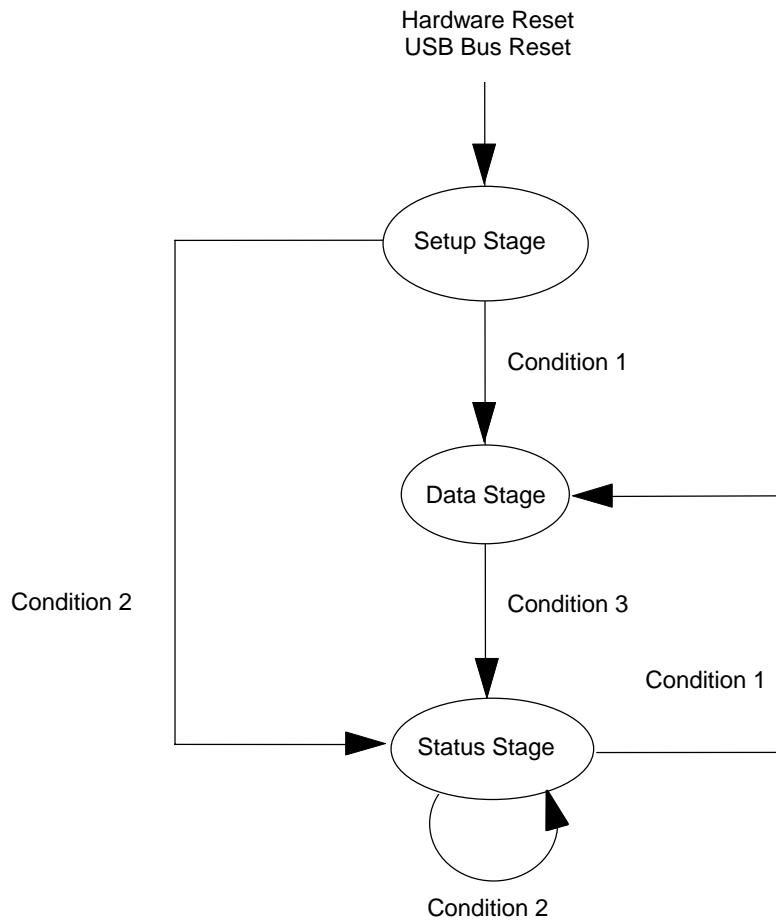 Hardware Reset
USB Bus Reset
Setup Stage
Condition 1
Data Stage
Condition 2
Condition 3
Condition 1
Status Stage
Condition 2